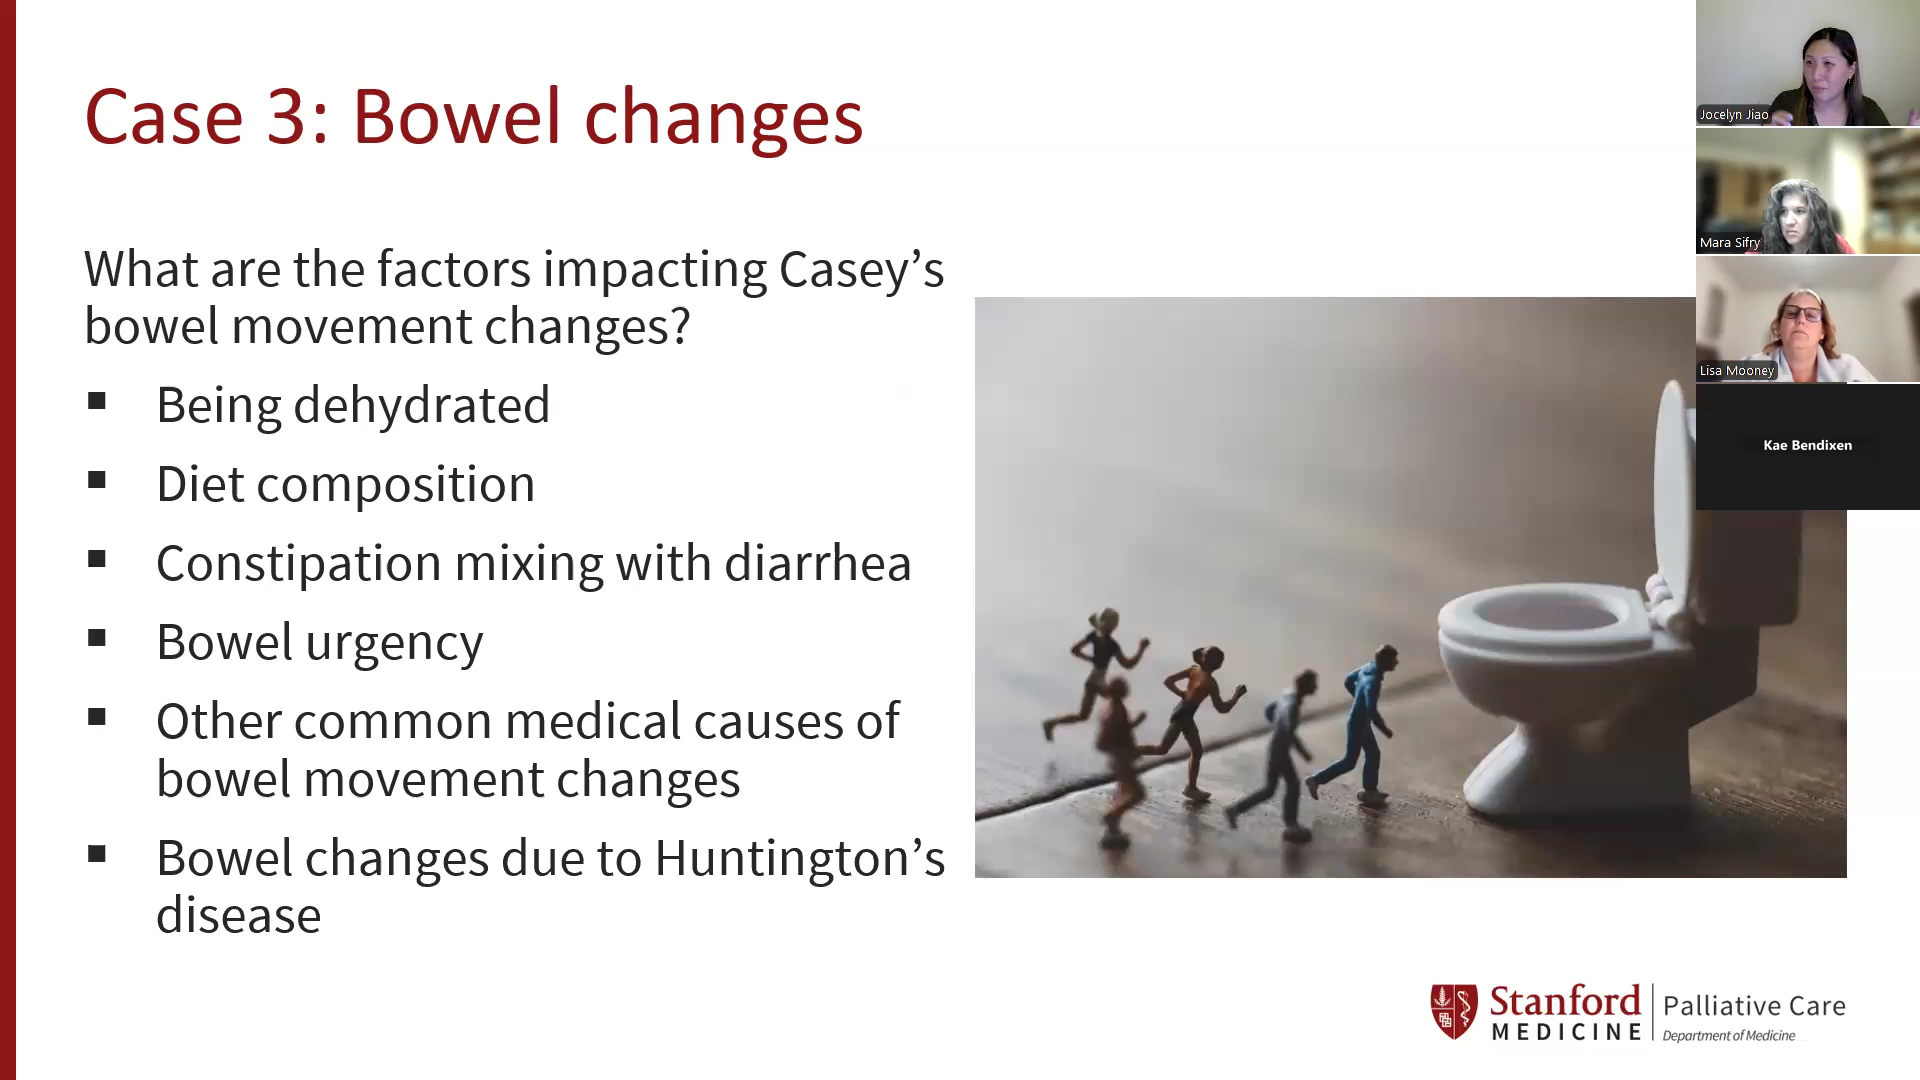 Case 3: Bowel changes
What are the factors impacting Casey’s
bowel movement changes?
▪ Being dehydrated
▪ Diet composition
▪ Constipation mixing with diarrhea
▪ Bowel urgency
▪ Other common medical causes of
bowel movement changes
▪ Bowel changes due to Huntington’s
disease
Jocelyn Jiao
Mara Sifry
Lisa Mooney
Kae Bendixen
Stanford
MEDICINE
Palliative Care
Department of Medicine